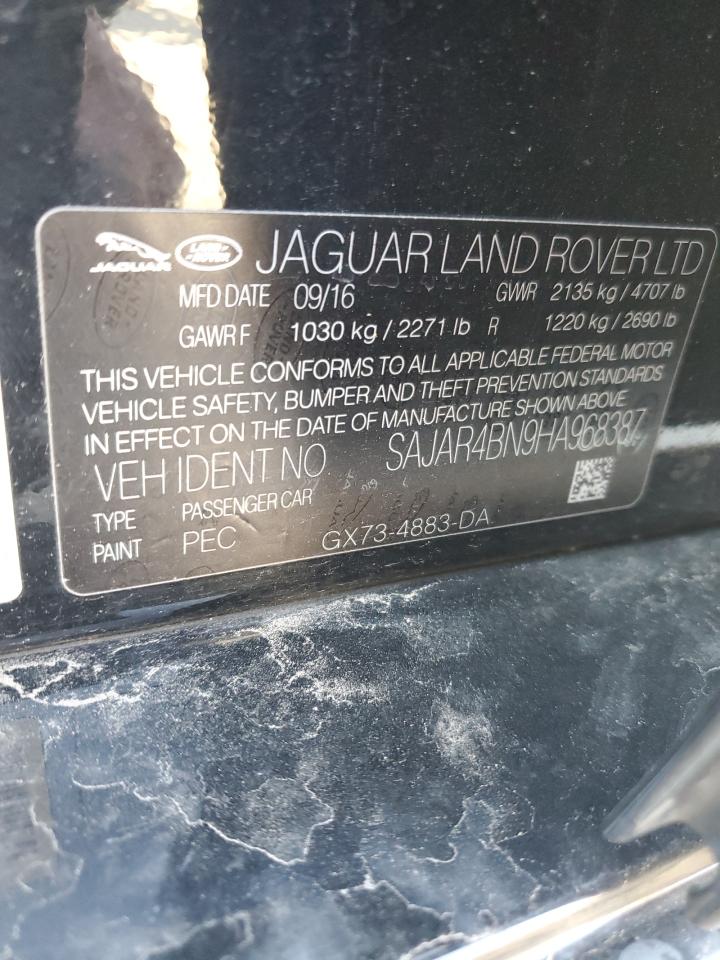 JAGUAR LAND ROVER JAGUAR LAND ROVER LTD
MFD DATE 09/16 GVWR 2135 kg / 4707 lb
GAWR F 1030 kg / 2271 lb R 1220 kg / 2690 lb
THIS VEHICLE CONFORMS TO ALL APPLICABLE FEDERAL MOTOR
VEHICLE SAFETY, BUMPER AND THEFT PREVENTION STANDARDS
IN EFFECT ON THE DATE OF MANUFACTURE SHOWN ABOVE
VEH IDENT NO SAJAR4BN9HA968387
TYPE PASSENGER CAR
PAINT PEC GX73-4883-DA